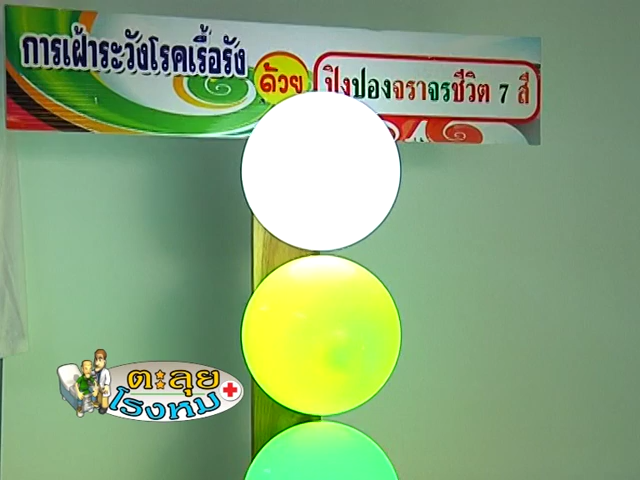 การเฝ้าระวังโรคเรื้อรัง ด้วย ปิงปองจราจรชีวิต 7 สี
ตะลุย
โรงหมอ